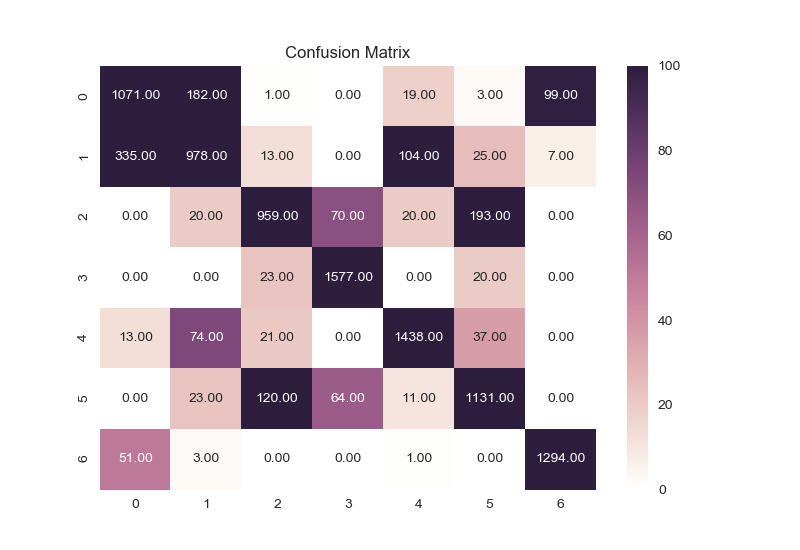 Confusion Matrix
0 1071.00 182.00 1.00 0.00 19.00 3.00 99.00
1 335.00 978.00 13.00 0.00 104.00 25.00 7.00
2 0.00 20.00 959.00 70.00 20.00 193.00 0.00
3 0.00 0.00 23.00 1577.00 0.00 20.00 0.00
4 13.00 74.00 21.00 0.00 1438.00 37.00 0.00
5 0.00 23.00 120.00 64.00 11.00 1131.00 0.00
6 51.00 3.00 0.00 0.00 1.00 0.00 1294.00
0 1 2 3 4 5 6
100
80
60
40
20
0